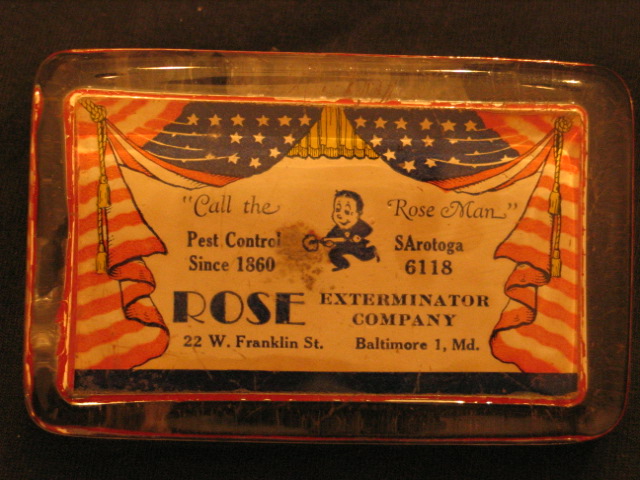 "Call the Rose Man"
Pest Control SArotoga
Since 1860 6118
ROSE EXTERMINATOR
COMPANY
22 W. Franklin St. Baltimore 1, Md.